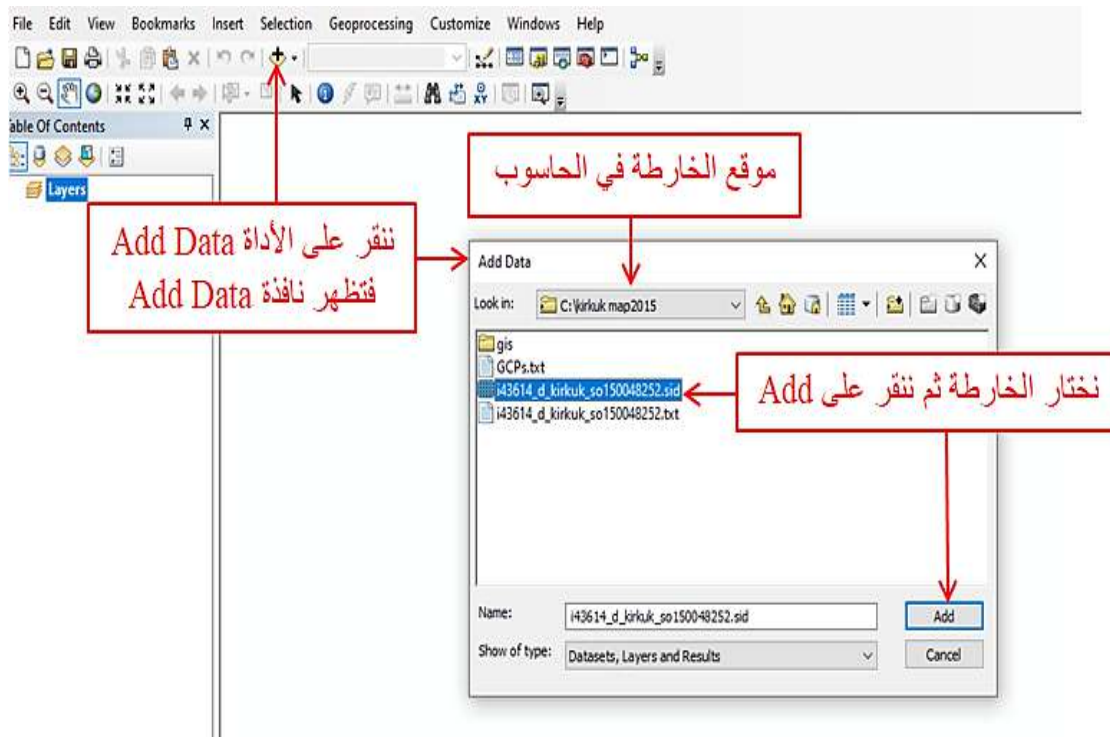 File Edit View Bookmarks Insert Selection Geoprocessing Customize Windows Help
able Of Contents
Layers
موقع الخارطة في الحاسوب
ننقر على الأداة Add Data
فتظهر نافذة Add Data
Add Data
Look in: C:\kirkuk map2015
gis
GCPs.txt
i43614_d_kirkuk_so150048252.sid
i43614_d_kirkuk_so150048252.txt
نختار الخارطة ثم ننقر على Add
Name: i43614_d_kirkuk_so150048252.sid Add
Show of type: Datasets, Layers and Results Cancel